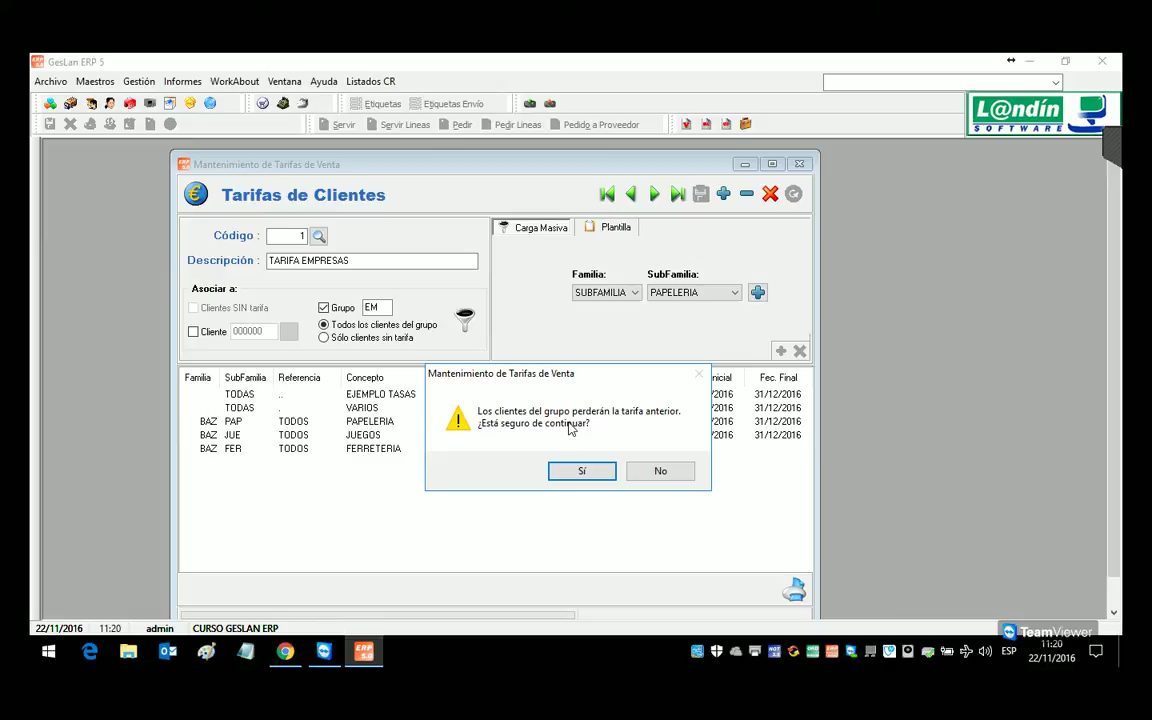 GesLan ERP 5
Archivo Maestros Gestión Informes WorkAbout Ventana Ayuda Listados CR
Etiquetas Etiquetas Envío
Servir Servir Lineas Pedir Pedir Lineas Pedido a Proveedor
L@ndín
SOFTWARE
Mantenimiento de Tarifas de Venta
Tarifas de Clientes
Código : 1
Descripción : TARIFA EMPRESAS
Asociar a:
Clientes SIN tarifa
Grupo EM
Cliente 000000
Todos los clientes del grupo
Sólo clientes sin tarifa
Carga Masiva Plantilla
Familia: SubFamilia:
SUBFAMILIA PAPELERIA
Familia SubFamilia Referencia Concepto Fec. Final
TODAS .. EJEMPLO TASAS 31/12/2016
TODAS . VARIOS 31/12/2016
BAZ PAP TODOS PAPELERIA 31/12/2016
BAZ JUE TODOS JUEGOS 31/12/2016
BAZ FER TODOS FERRETERIA
Mantenimiento de Tarifas de Venta
Los clientes del grupo perderán la tarifa anterior.
¿Está seguro de continuar?
Sí No
22/11/2016 11:20 admin CURSO GESLAN ERP
TeamViewer
ERP 5.0
ESP
11:20
22/11/2016